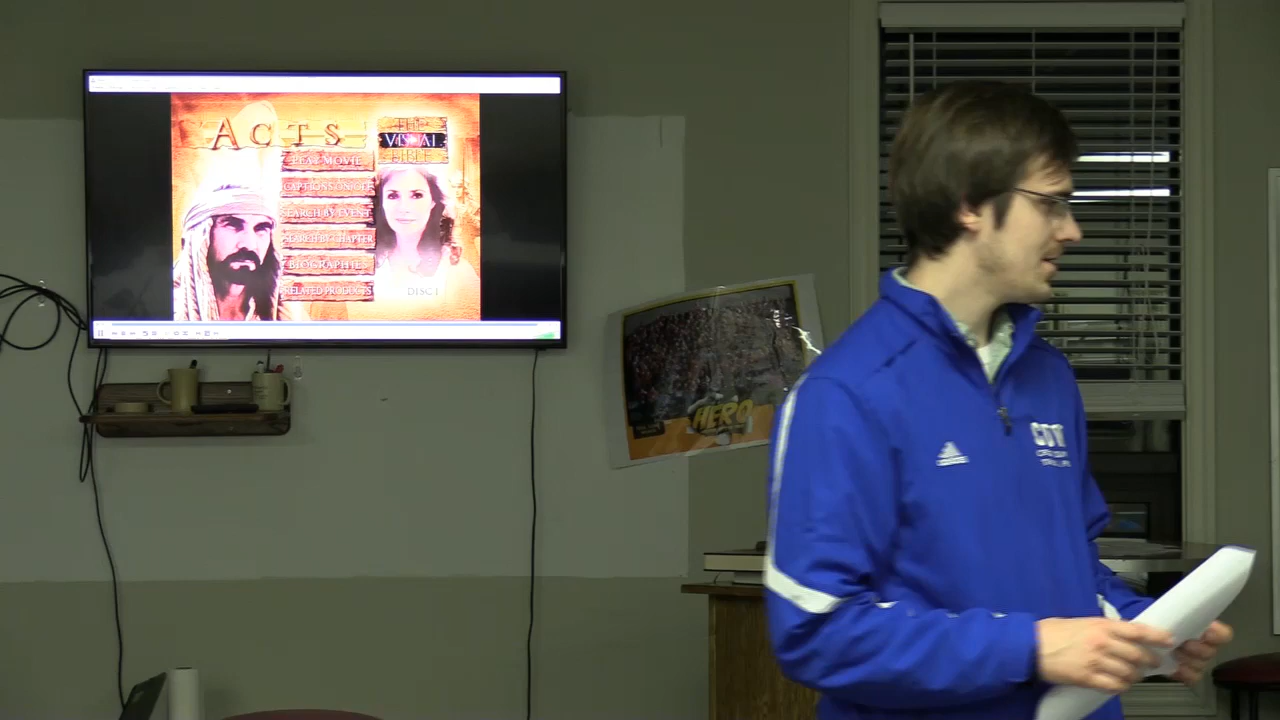 ACTS
THE
VISUAL
BIBLE
PLAY MOVIE
CAPTIONS ON/OFF
SEARCH BY EVENT
SEARCH BY CHAPTER
BIOGRAPHIES
RELATED PRODUCTS
DISC 1
HERO
adidas